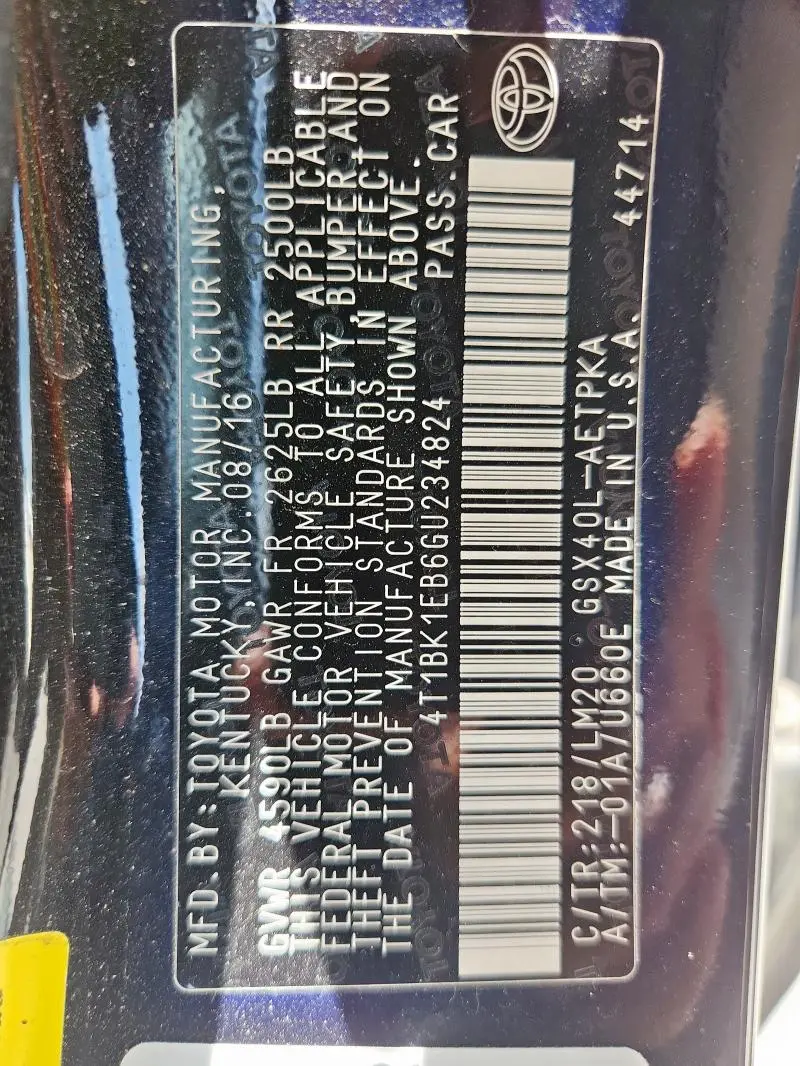 MFD.BY:TOYOTA MOTOR MANUFACTURING,
KENTUCKY,INC.08/16
GVWR 4590LB GAWR FR 2625LB RR 2500LB
THIS VEHICLE CONFORMS TO ALL APPLICABLE
FEDERAL MOTOR VEHICLE SAFETY,BUMPER,AND
THEFT PREVENTION STANDARDS IN EFFECT ON
THE DATE OF MANUFACTURE SHOWN ABOVE.
4T1BK1EB6GU234824 PASS.CAR
C/TR:218/LM20 GSX40L-AETPKA
A/TM:-01A/U660E MADE IN U.S.A. 44714